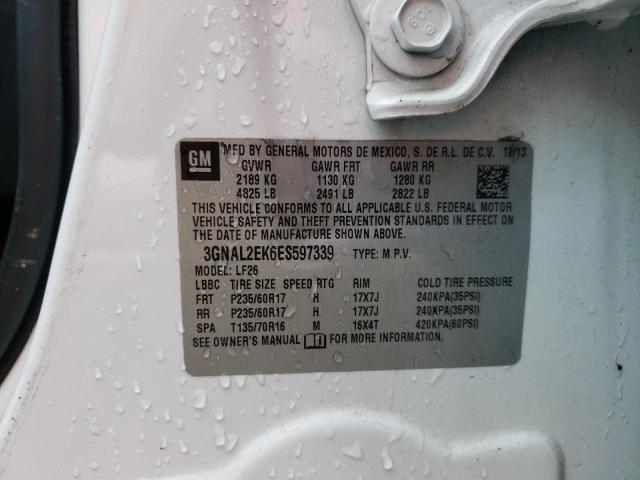 108
GM
MFD BY GENERAL MOTORS DE MEXICO, S. DE R.L. DE C.V. 12/13
GVWR GAWR FRT GAWR RR
2189 KG 1130 KG 1280 KG
4825 LB 2491 LB 2822 LB
THIS VEHICLE CONFORMS TO ALL APPLICABLE U.S. FEDERAL MOTOR
VEHICLE SAFETY AND THEFT PREVENTION STANDARDS IN EFFECT
ON THE DATE OF MANUFACTURE SHOWN ABOVE.
3GNAL2EK6ES597339 TYPE: M.P.V.
MODEL: LF26
LBBC TIRE SIZE SPEED RTG RIM COLD TIRE PRESSURE
FRT P235/60R17 H 17X7J 240KPA(35PSI)
RR P235/60R17 H 17X7J 240KPA(35PSI)
SPA T135/70R16 M 16X4T 420KPA(60PSI)
SEE OWNER'S MANUAL FOR MORE INFORMATION.